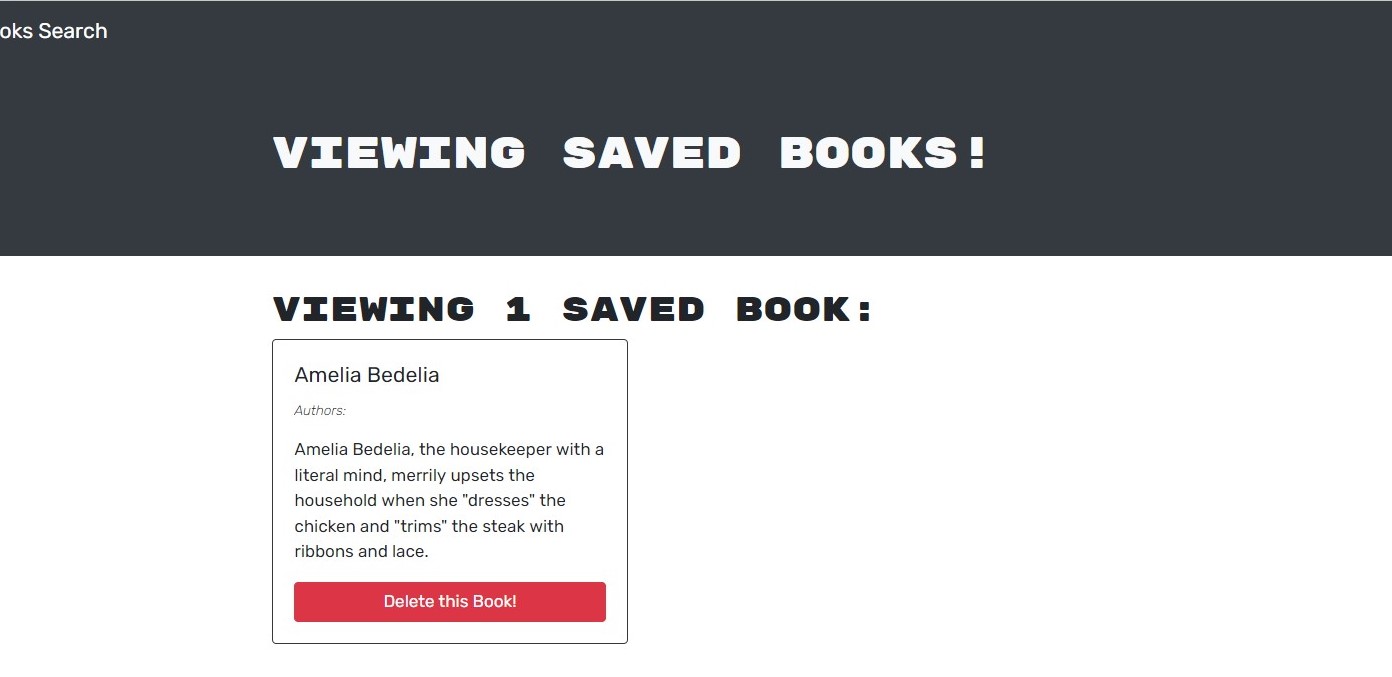 oks Search
VIEWING SAVED BOOKS!
VIEWING 1 SAVED BOOK:
Amelia Bedelia
Authors:
Amelia Bedelia, the housekeeper with a
literal mind, merrily upsets the
household when she "dresses" the
chicken and "trims" the steak with
ribbons and lace.
Delete this Book!